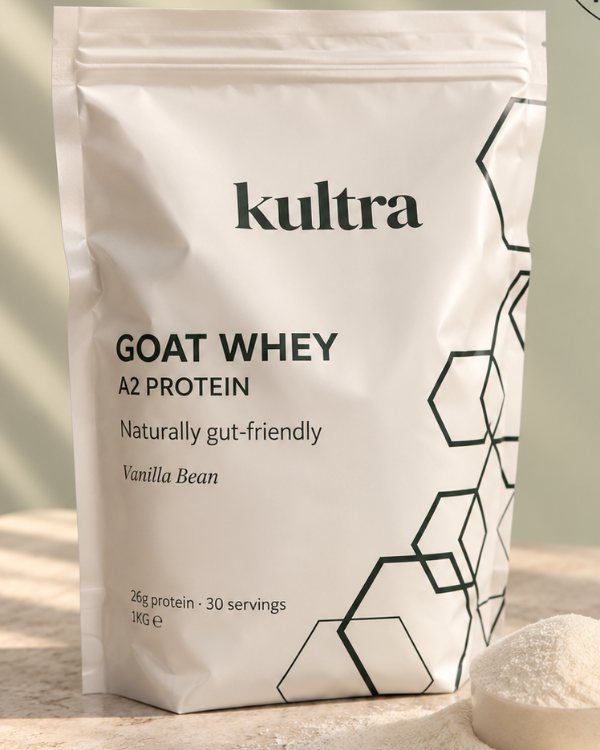 kultra
GOAT WHEY
A2 PROTEIN
Naturally gut-friendly
Vanilla Bean
26g protein · 30 servings
1KG ℮